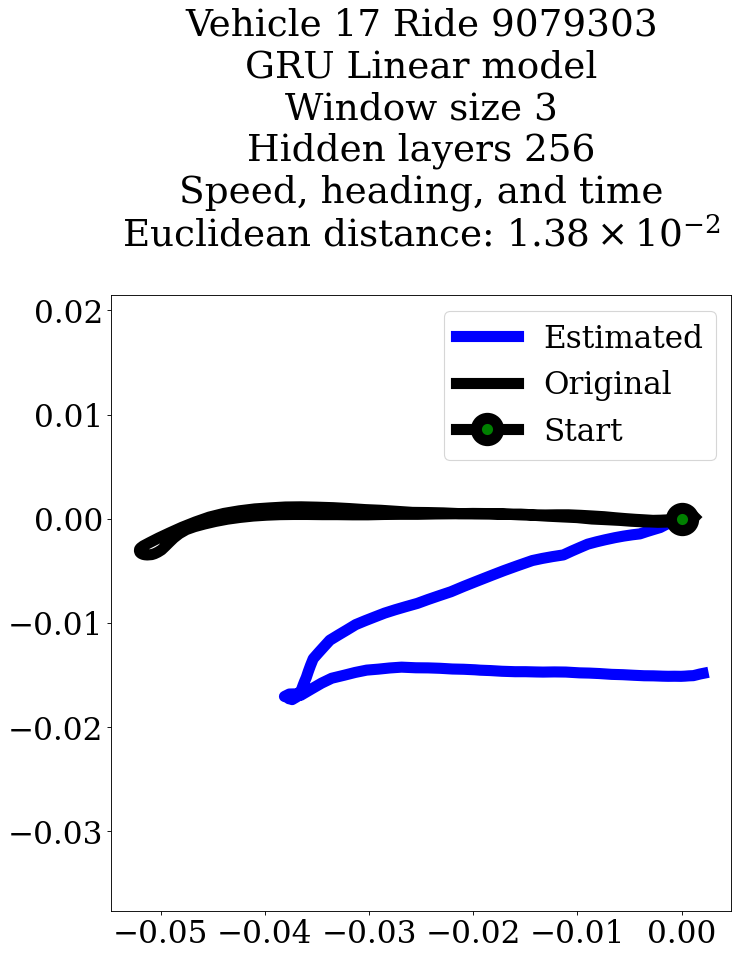 Vehicle 17 Ride 9079303
GRU Linear model
Window size 3
Hidden layers 256
Speed, heading, and time
Euclidean distance: 1.38 × 10⁻²
0.02
0.01
0.00
−0.01
−0.02
−0.03
Estimated
Original
Start
−0.05 −0.04 −0.03 −0.02 −0.01 0.00